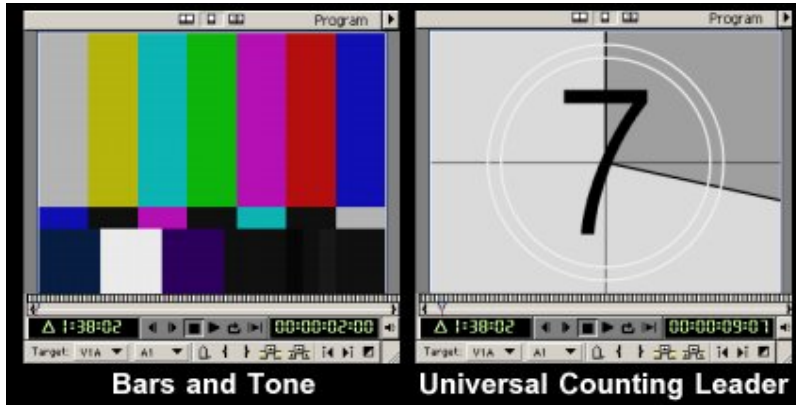 Program
Program
7
Δ 1:38:02
00:00:02:00
Δ 1:38:02
00:00:09:07
Target: V1A A1
Target: V1A A1
Bars and Tone
Universal Counting Leader